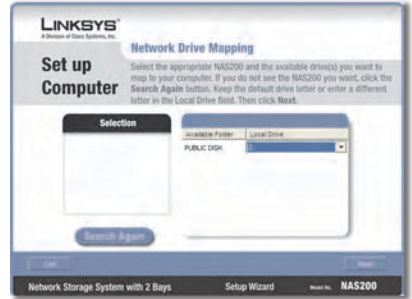 LINKSYS®
A Division of Cisco Systems, Inc.
Set up
Computer
Network Drive Mapping
Select the appropriate NAS200 and the available drive(s) you want to
map to your computer. If you do not see the NAS200 you want, click the
Search Again button. Keep the default drive letter or enter a different
letter in the Local Drive field. Then click Next.
Selection
Available Folder Local Drive
PUBLIC DISK
Search Again
Exit
Next
Network Storage System with 2 Bays Setup Wizard Model No. NAS200